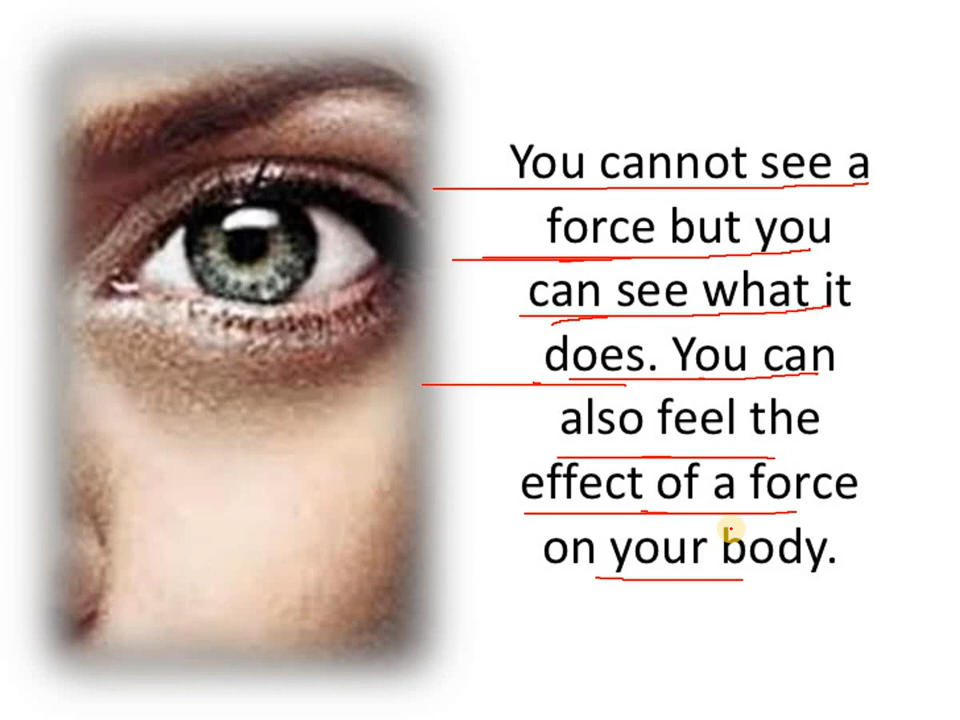 You cannot see a
force but you
can see what it
does. You can
also feel the
effect of a force
on your body.